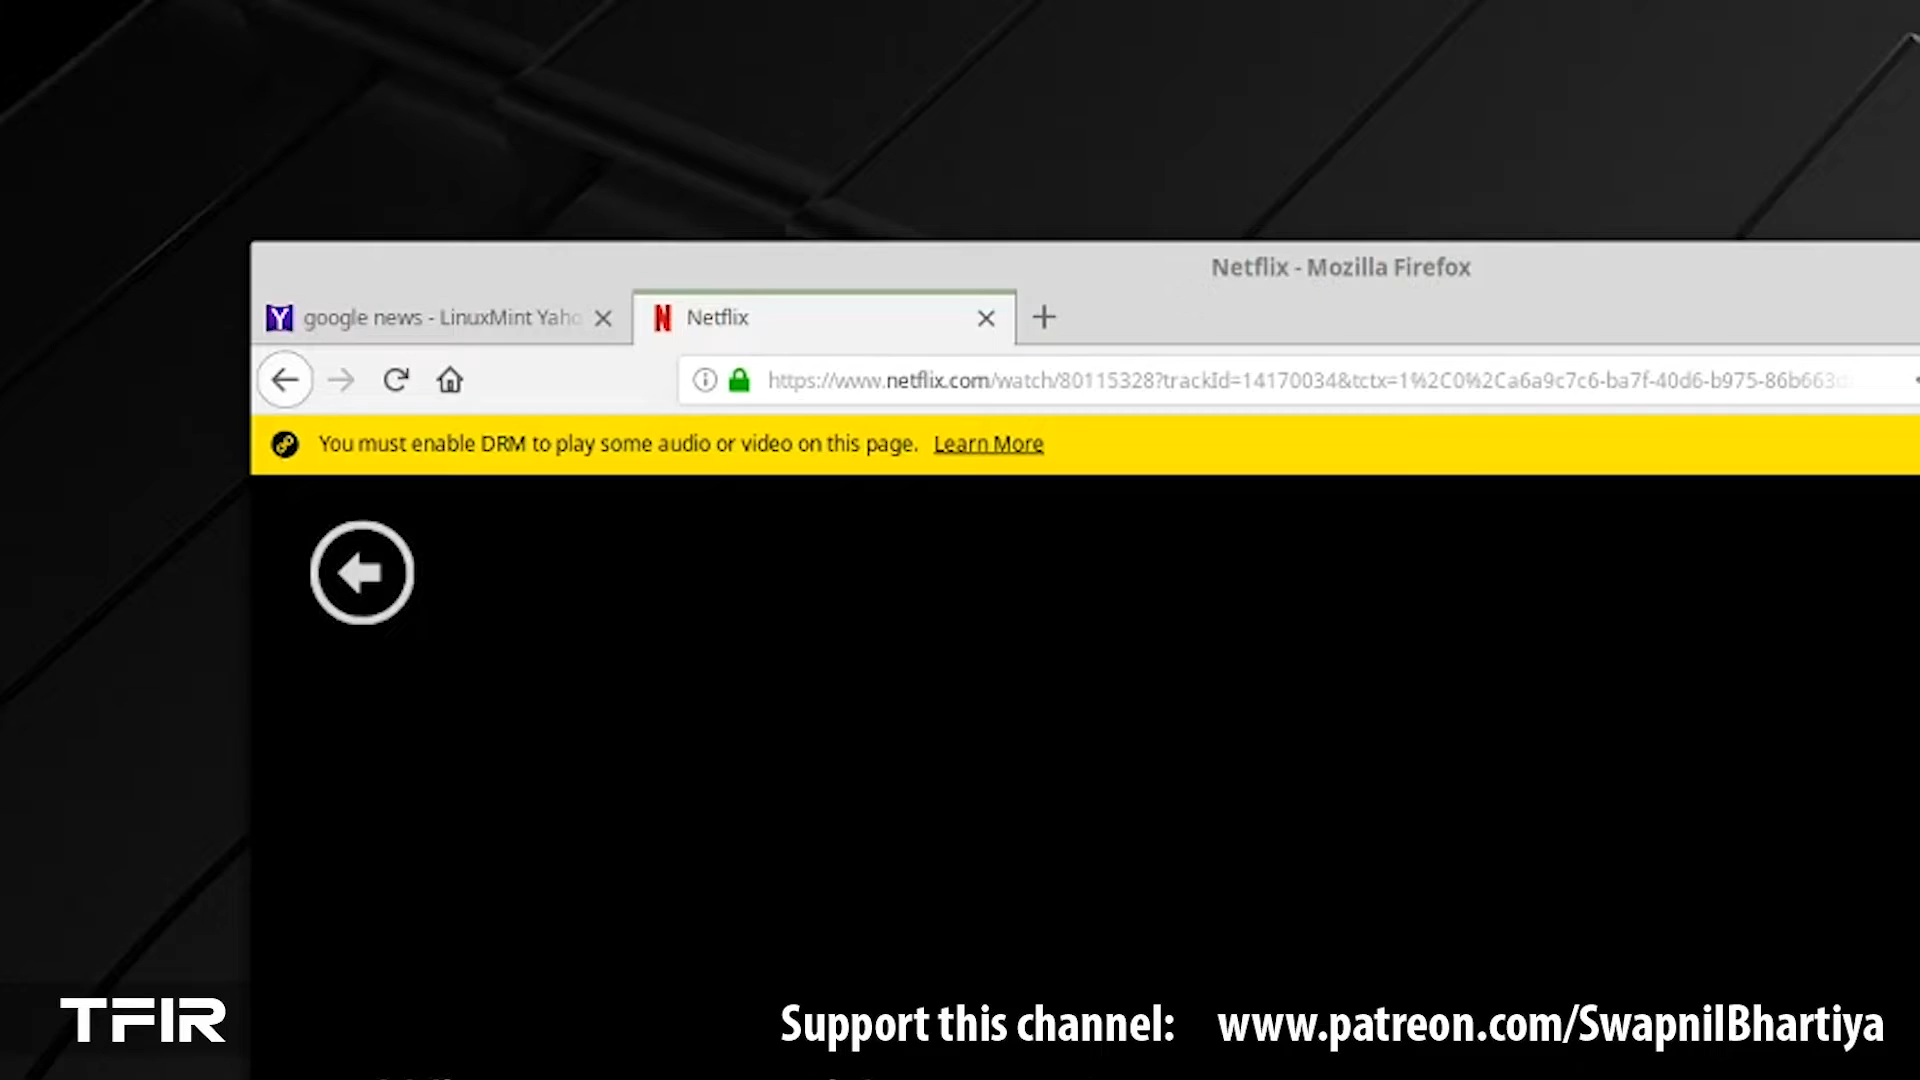 Netflix - Mozilla Firefox
google news - LinuxMint Yaho
Netflix
https://www.netflix.com/watch/80115328?trackId=14170034&tctx=1%2C0%2Ca6a9c7c6-ba7f-40d6-b975-86b663d
You must enable DRM to play some audio or video on this page. Learn More
TFIR
Support this channel: www.patreon.com/SwapnilBhartiya